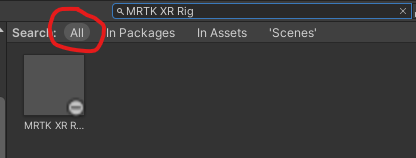 MRTK XR Rig
Search: All In Packages In Assets 'Scenes'
MRTK XR R...